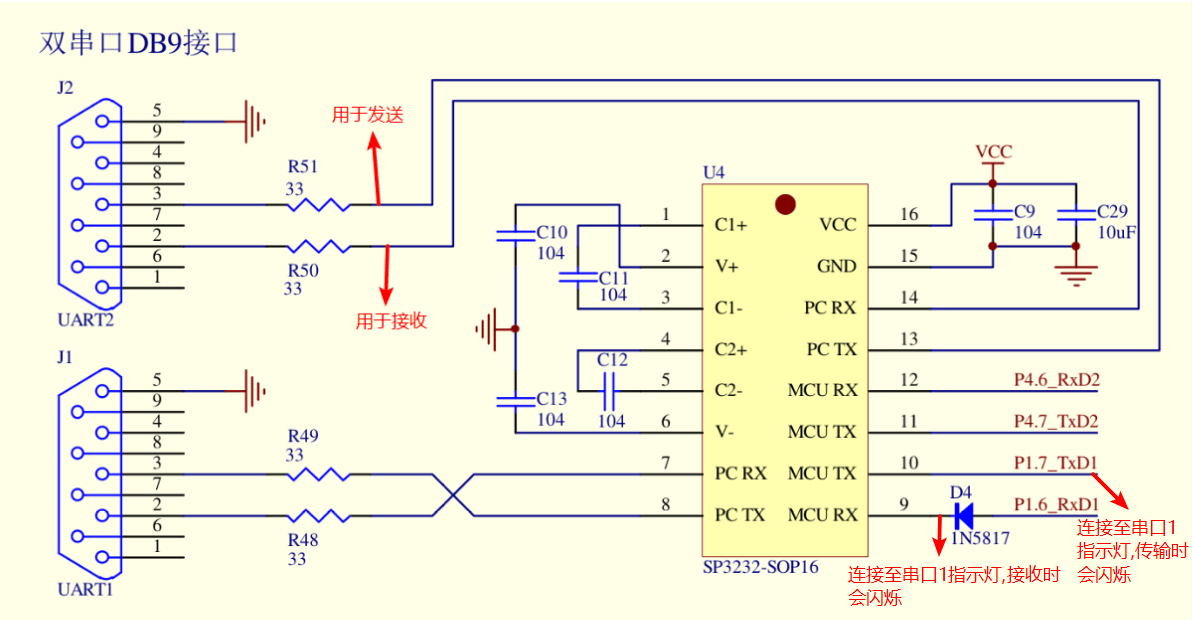 双串口DB9接口
J2
5
9
4
8
3
7
2
6
1
UART2
R51
33
R50
33
用于发送
用于接收
J1
5
9
4
8
3
7
2
6
1
UART1
R49
33
R48
33
C10
104
C11
104
C12
104
C13
104
U4
1
2
3
4
5
6
7
8
C1+
V+
C1-
C2+
C2-
V-
PC RX
PC TX
VCC
GND
PC RX
PC TX
MCU RX
MCU TX
MCU TX
MCU RX
16
15
14
13
12
11
10
9
SP3232-SOP16
VCC
C9
104
C29
10uF
P4.6_RxD2
P4.7_TxD2
P1.7_TxD1
P1.6_RxD1
D4
1N5817
连接至串口1指示灯,接收时
会闪烁
连接至串口1
指示灯,传输时
会闪烁